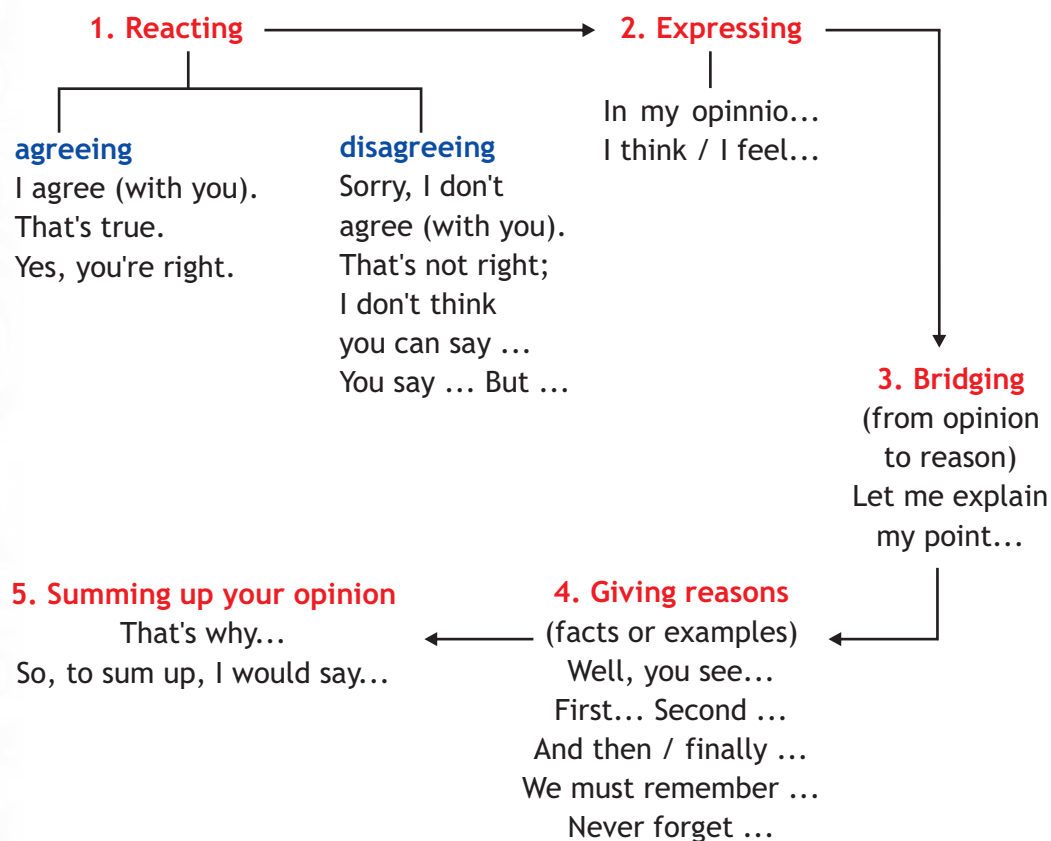 1. Reacting
agreeing
I agree (with you).
That's true.
Yes, you're right.
disagreeing
Sorry, I don't
agree (with you).
That's not right;
I don't think
you can say ...
You say ... But ...
2. Expressing
In my opinnio...
I think / I feel...
3. Bridging
(from opinion
to reason)
Let me explain
my point...
4. Giving reasons
(facts or examples)
Well, you see...
First... Second ...
And then / finally ...
We must remember ...
Never forget ...
5. Summing up your opinion
That's why...
So, to sum up, I would say...